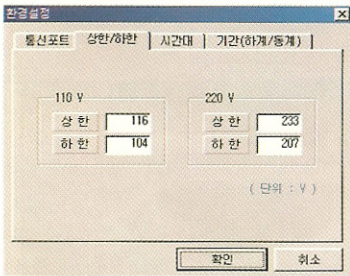 환경설정
통신포트 상한/하한 시간대 기간(하계/동계)
110 V 220 V
상 한 116 상 한 233
하 한 104 하 한 207
( 단위 : V )
확인 취소